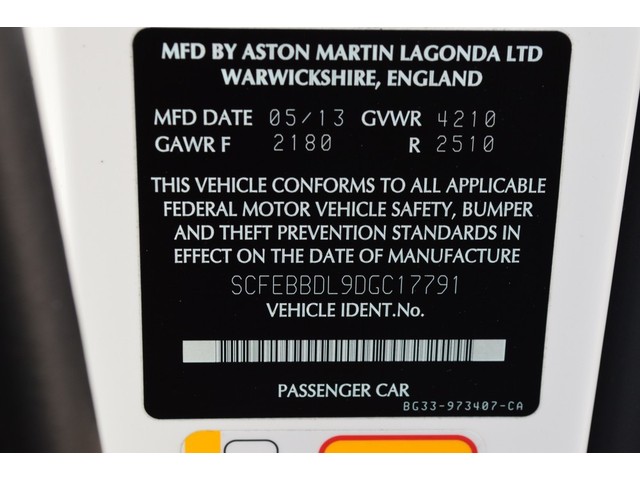 MFD BY ASTON MARTIN LAGONDA LTD
WARWICKSHIRE, ENGLAND
MFD DATE 05/13 GVWR 4210
GAWR F 2180 R 2510
THIS VEHICLE CONFORMS TO ALL APPLICABLE
FEDERAL MOTOR VEHICLE SAFETY, BUMPER
AND THEFT PREVENTION STANDARDS IN
EFFECT ON THE DATE OF MANUFACTURE
SCFEBBDL9DGC17791
VEHICLE IDENT.No.
PASSENGER CAR
BG33-973407-CA